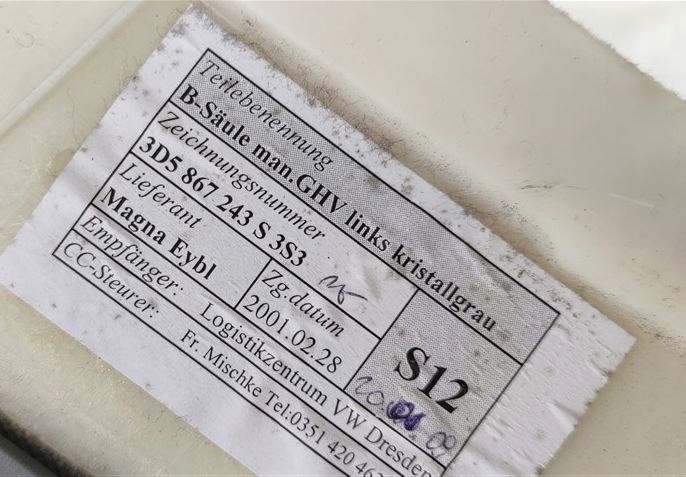 Teilebenennung
B-Säule man.GHV links kristallgrau
Zeichnungsnummer
3D5 867 243 S 3S3
Lieferant
Magna Eybl
Zg.datum
2001.02.28
S12
Empfänger: Logistikzentrum VW Dresden
CC-Steurer: Fr. Mischke Tel:0351 420 462